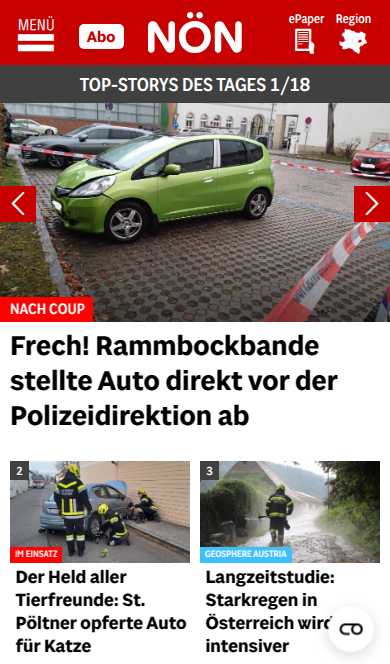 MENÜ
Abo
NÖN
ePaper
Region
TOP-STORYS DES TAGES 1/18
NACH COUP
Frech! Rammbockbande
stellte Auto direkt vor der
Polizeidirektion ab
2
IM EINSATZ
Der Held aller
Tierfreunde: St.
Pöltner opferte Auto
für Katze
3
GEOSPHERE AUSTRIA
Langzeitstudie:
Starkregen in
Österreich wird
intensiver